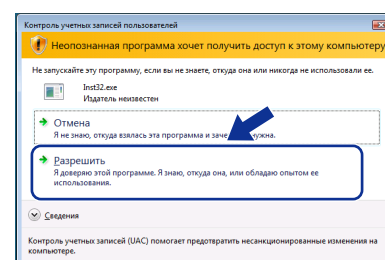 Контроль учетных записей пользователей
Неопознанная программа хочет получить доступ к этому компьютеру
Не запускайте эту программу, если вы не знаете, откуда она или никогда не использовали ее.
Inst32.exe
Издатель неизвестен
Отмена
Я не знаю, откуда взялась эта программа и заче нужна.
Разрешить
Я доверяю этой программе. Я знаю, откуда она, или обладаю опытом ее
использования.
Сведения
Контроль учетных записей (UAC) помогает предотвратить несанкционированные изменения на
компьютере.